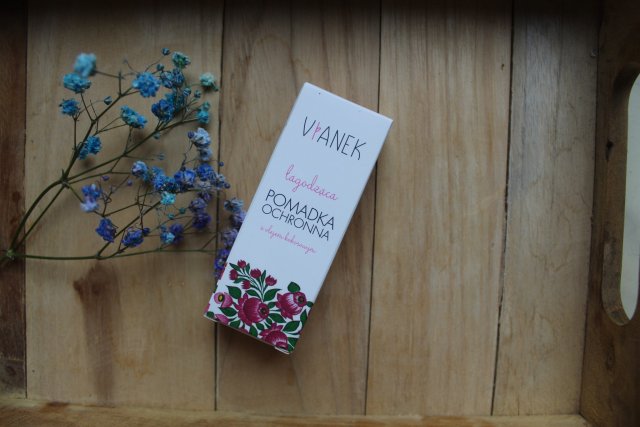 VIANEK
łagodząca
POMADKA
OCHRONNA
z olejem kokosowym